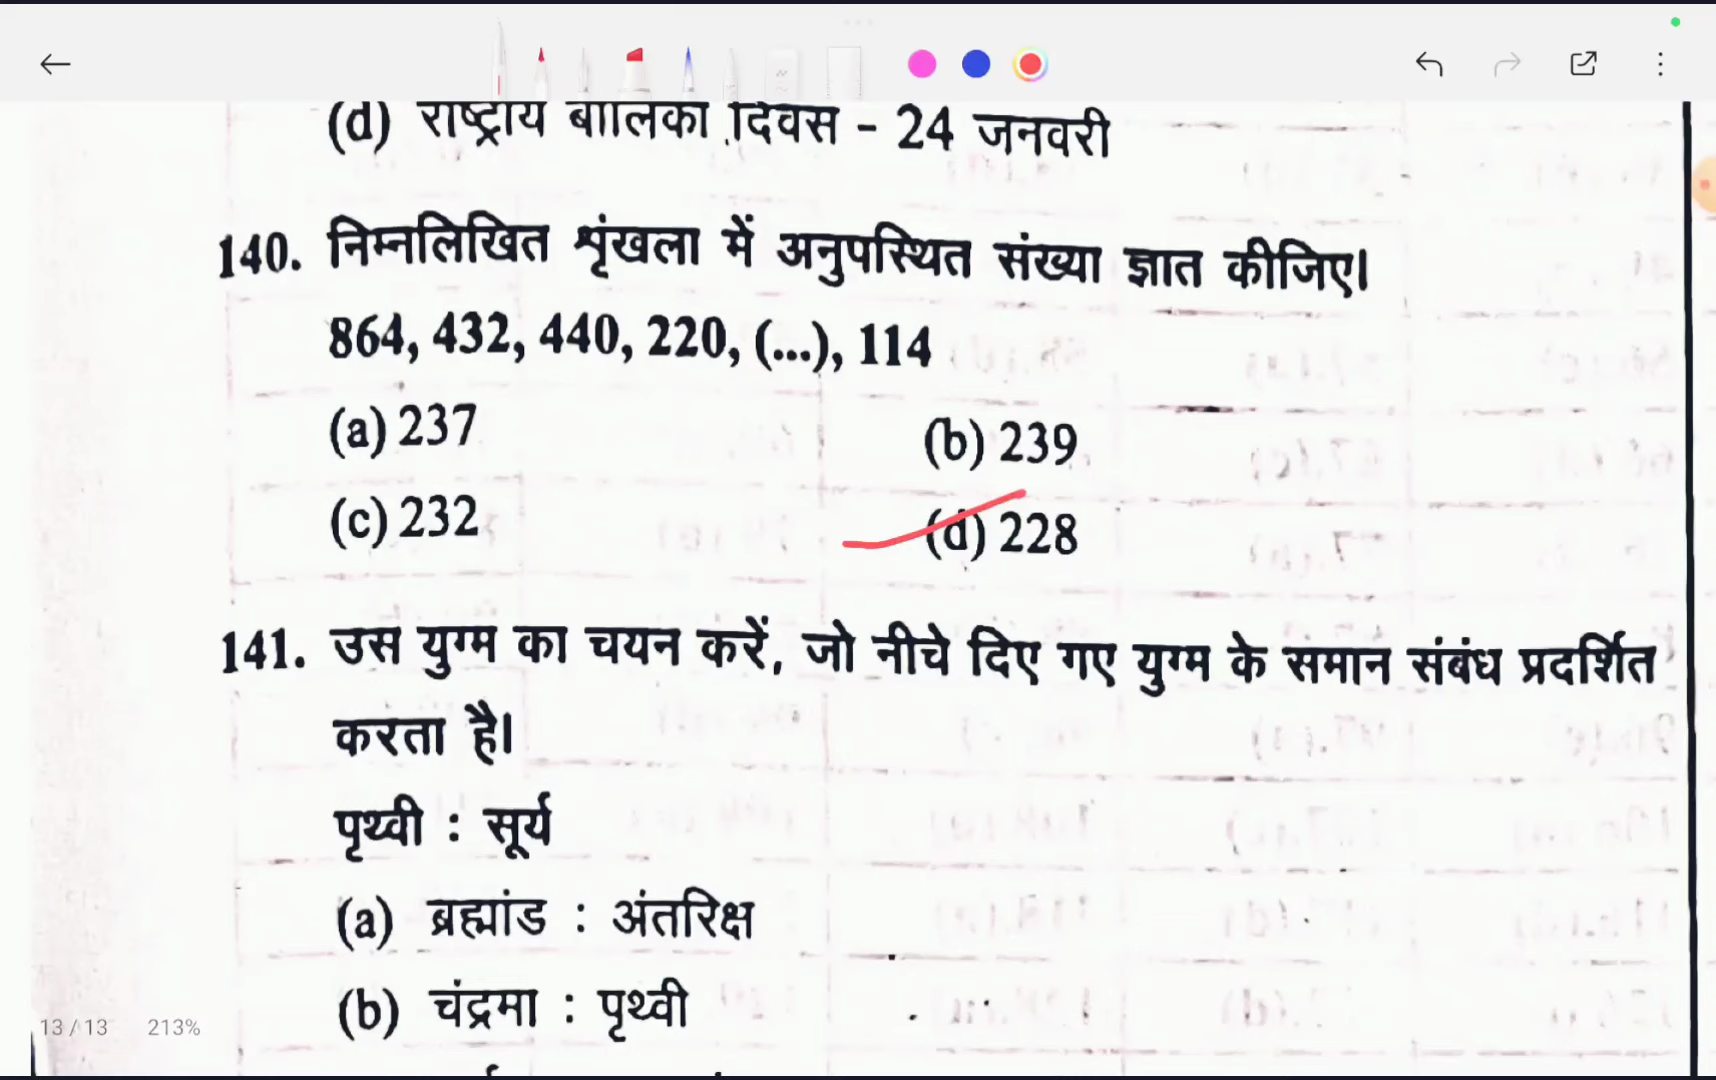 (d) राष्ट्रीय बालिका दिवस - 24 जनवरी
140. निम्नलिखित शृंखला में अनुपस्थित संख्या ज्ञात कीजिए।
864, 432, 440, 220, (...), 114
(a) 237 (b) 239
(c) 232 (d) 228
141. उस युग्म का चयन करें, जो नीचे दिए गए युग्म के समान संबंध प्रदर्शित
करता है।
पृथ्वी : सूर्य
(a) ब्रह्मांड : अंतरिक्ष
(b) चंद्रमा : पृथ्वी
13/13 213%